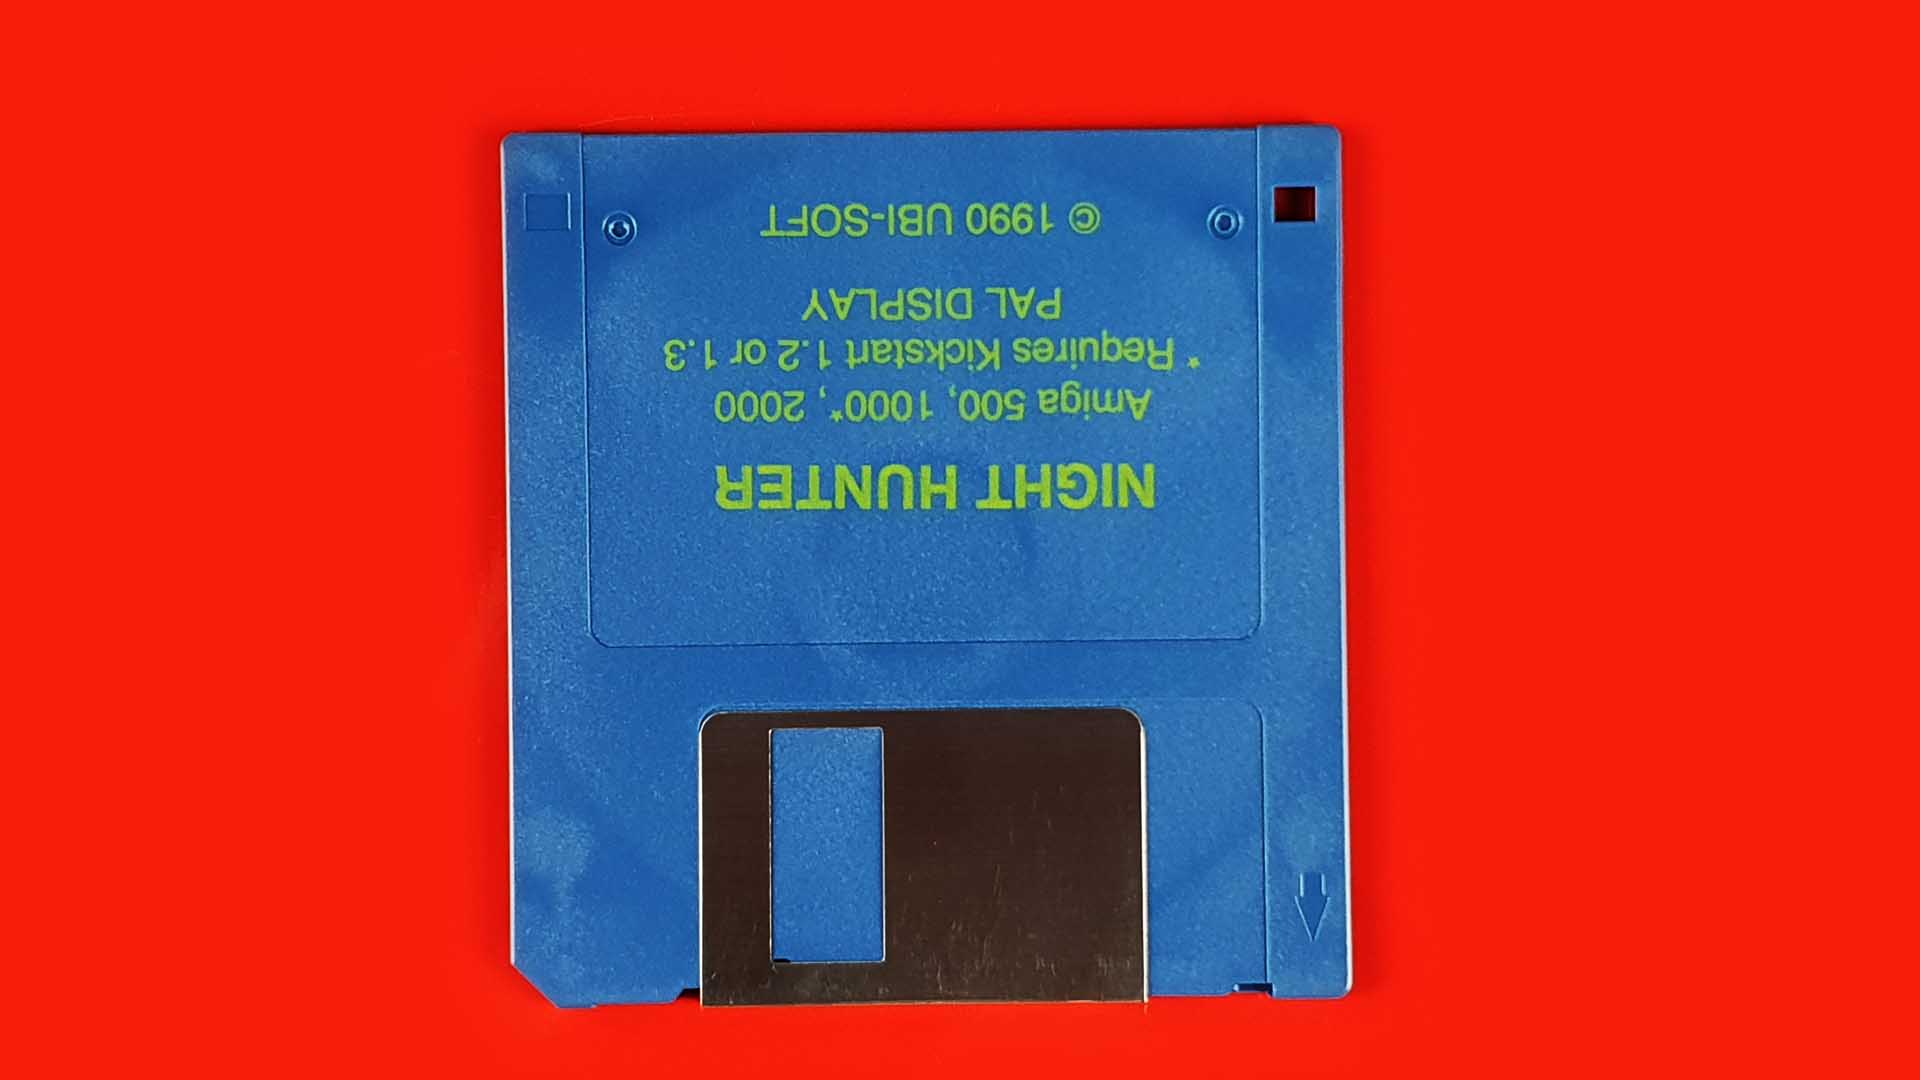 NIGHT HUNTER
Amiga 500, 1000*, 2000
* Requires Kickstart 1.2 or 1.3
PAL DISPLAY
© 1990 UBI-SOFT